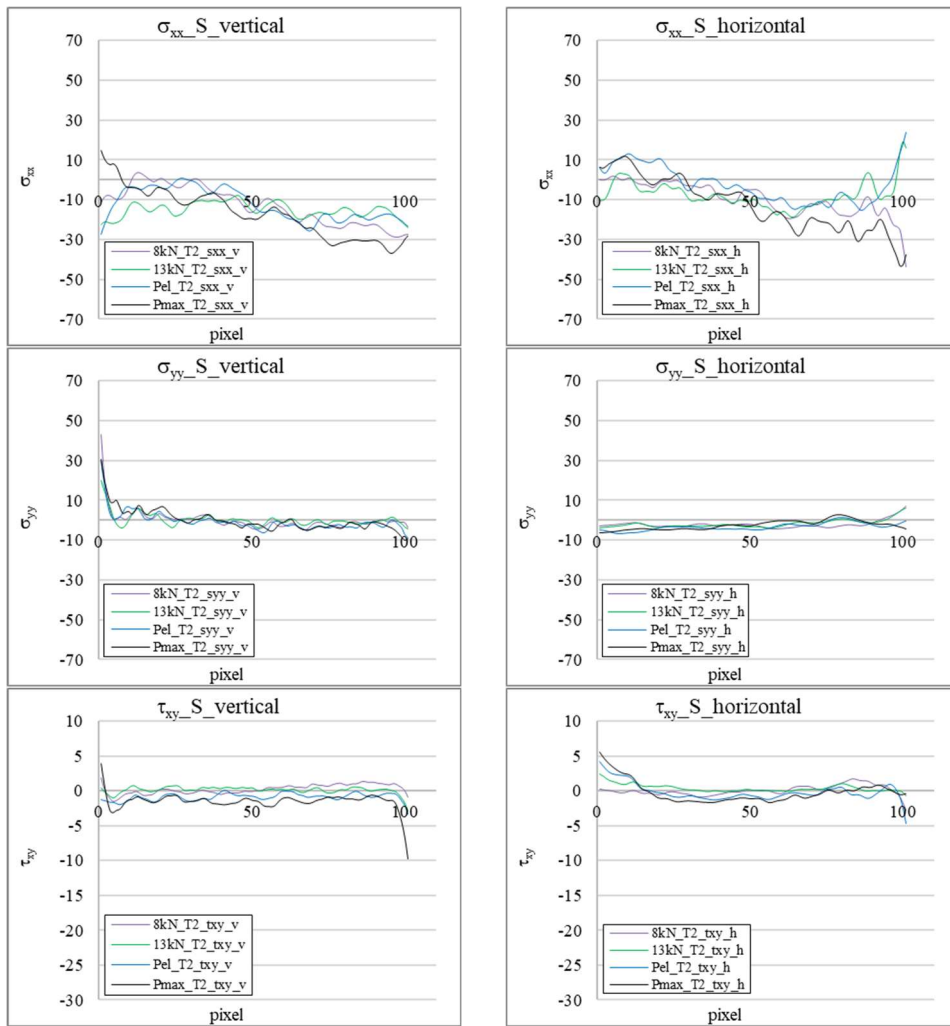 σxx_S_vertical
70
50
30
10
-10
-30
-50
-70
σxx
0
50
100
8kN_T2_sxx_v
13kN_T2_sxx_v
Pel_T2_sxx_v
Pmax_T2_sxx_v
pixel
σxx_S_horizontal
70
50
30
10
-10
-30
-50
-70
σxx
0
50
100
8kN_T2_sxx_h
13kN_T2_sxx_h
Pel_T2_sxx_h
Pmax_T2_sxx_h
pixel
σyy_S_vertical
70
50
30
10
-10
-30
-50
-70
σyy
0
50
100
8kN_T2_syy_v
13kN_T2_syy_v
Pel_T2_syy_v
Pmax_T2_syy_v
pixel
σyy_S_horizontal
70
50
30
10
-10
-30
-50
-70
σyy
0
50
100
8kN_T2_syy_h
13kN_T2_syy_h
Pel_T2_syy_h
Pmax_T2_syy_h
pixel
τxy_S_vertical
10
5
0
-5
-10
-15
-20
-25
-30
τxy
0
50
100
8kN_T2_txy_v
13kN_T2_txy_v
Pel_T2_txy_v
Pmax_T2_txy_v
pixel
τxy_S_horizontal
10
5
0
-5
-10
-15
-20
-25
-30
τxy
0
50
100
8kN_T2_txy_h
13kN_T2_txy_h
Pel_T2_txy_h
Pmax_T2_txy_h
pixel